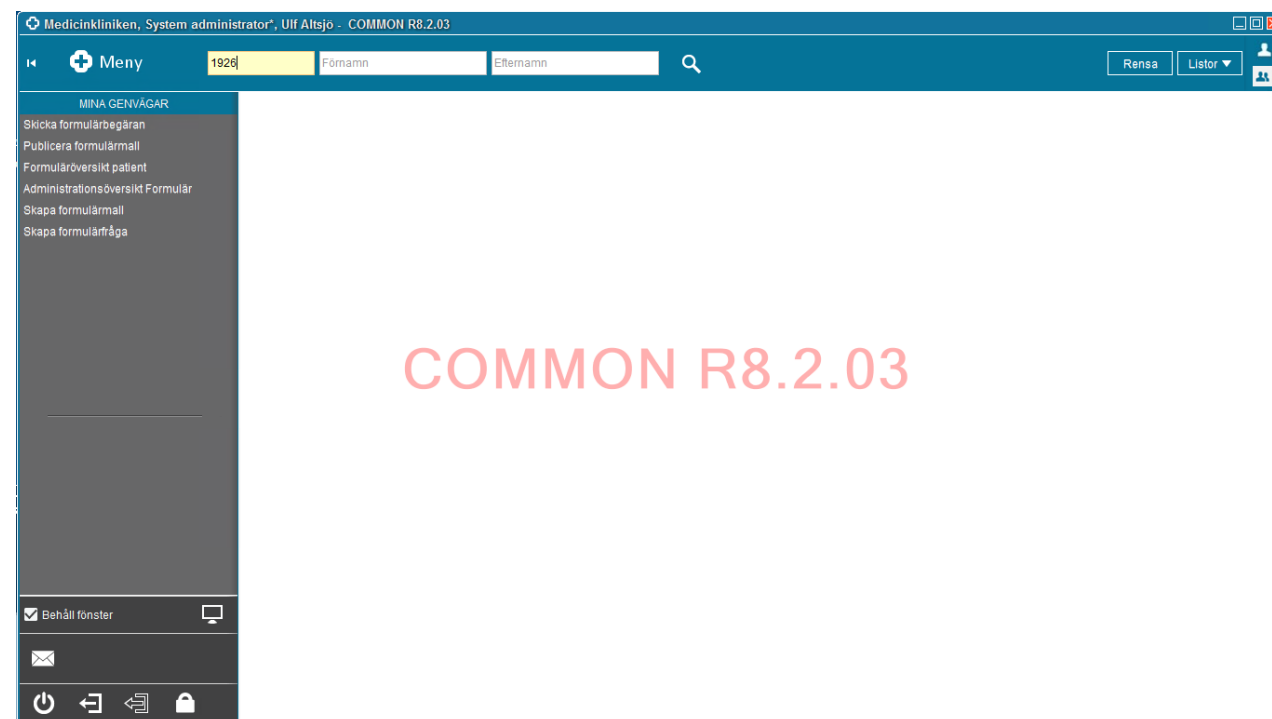 Medicinkliniken, System administrator*, Ulf Altsjö - COMMON R8.2.03
Meny 1926 Förnamn Efternamn Rensa Listor
MINA GENVÄGAR
Skicka formulärbegäran
Publicera formulärmall
Formuläröversikt patient
Administrationsöversikt Formulär
Skapa formulärmall
Skapa formulärfråga
COMMON R8.2.03
Behåll fönster